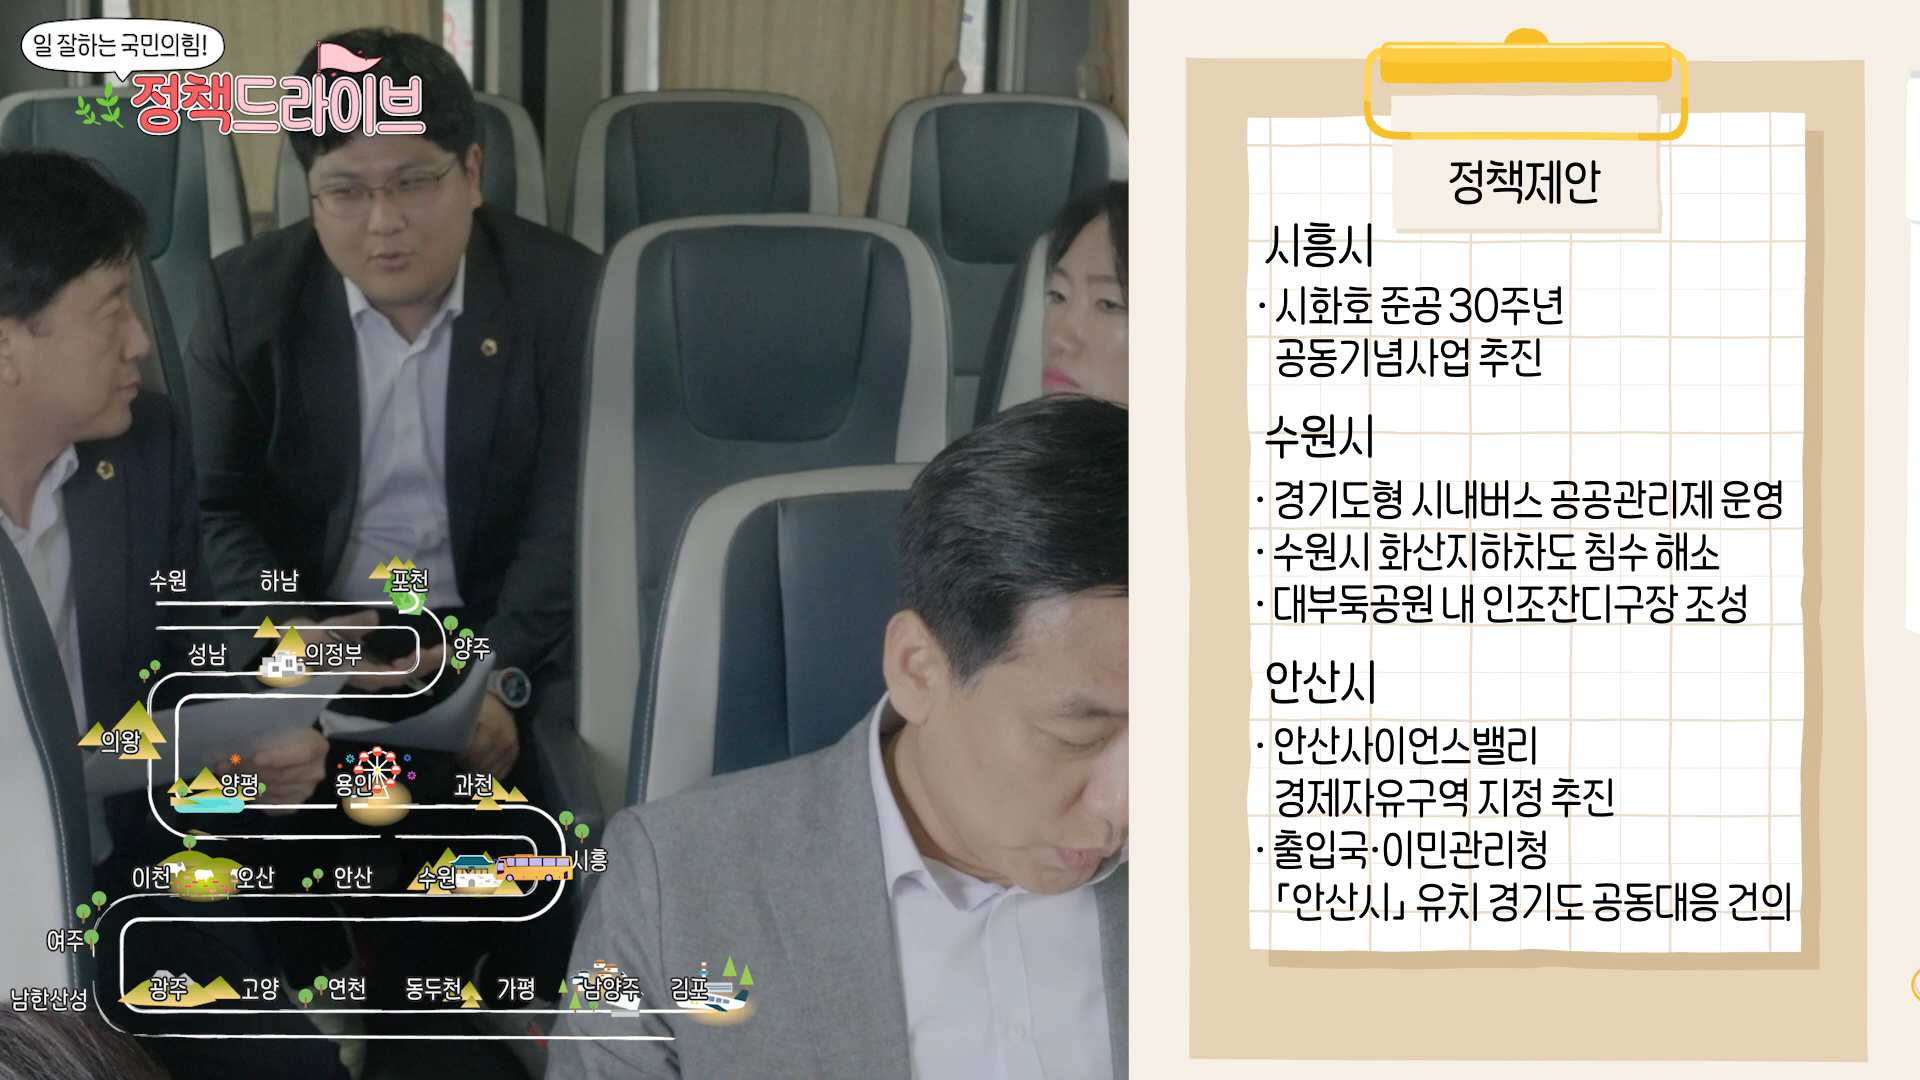 일 잘하는 국민의힘!
정책드라이브
수원 하남 포천
성남 의정부 양주
의왕
양평 용인 과천
이천 오산 안산 수원 시흥
여주
남한산성 광주 고양 연천 동두천 가평 남양주 김포
정책제안
시흥시
· 시화호 준공 30주년
공동기념사업 추진
수원시
· 경기도형 시내버스 공공관리제 운영
· 수원시 화산지하차도 침수 해소
· 대부둑공원 내 인조잔디구장 조성
안산시
· 안산사이언스밸리
경제자유구역 지정 추진
· 출입국·이민관리청
「안산시」 유치 경기도 공동대응 건의